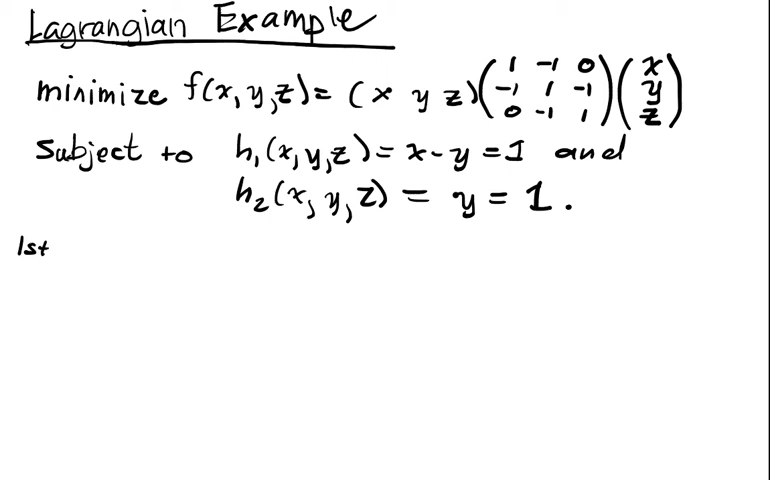 Lagrangian Example
minimize f(x,y,z) = (x y z) (1 -1 0 / -1 1 -1 / 0 -1 1) (x / y / z)
Subject to h₁(x,y,z) = x-y = 1 and
h₂(x, y, z) = y = 1.
1st